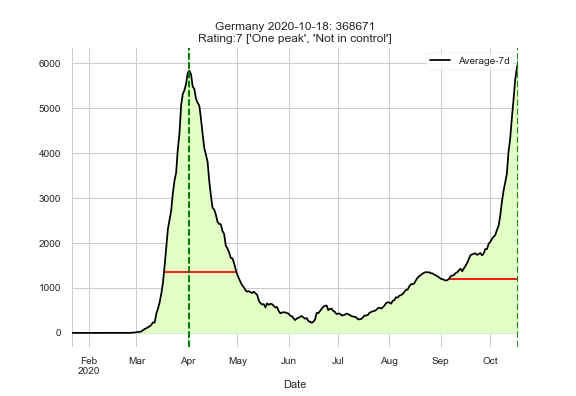 Germany 2020-10-18: 368671
Rating:7 ['One peak', 'Not in control']
Average-7d
6000
5000
4000
3000
2000
1000
0
Feb Mar Apr May Jun Jul Aug Sep Oct
2020
Date